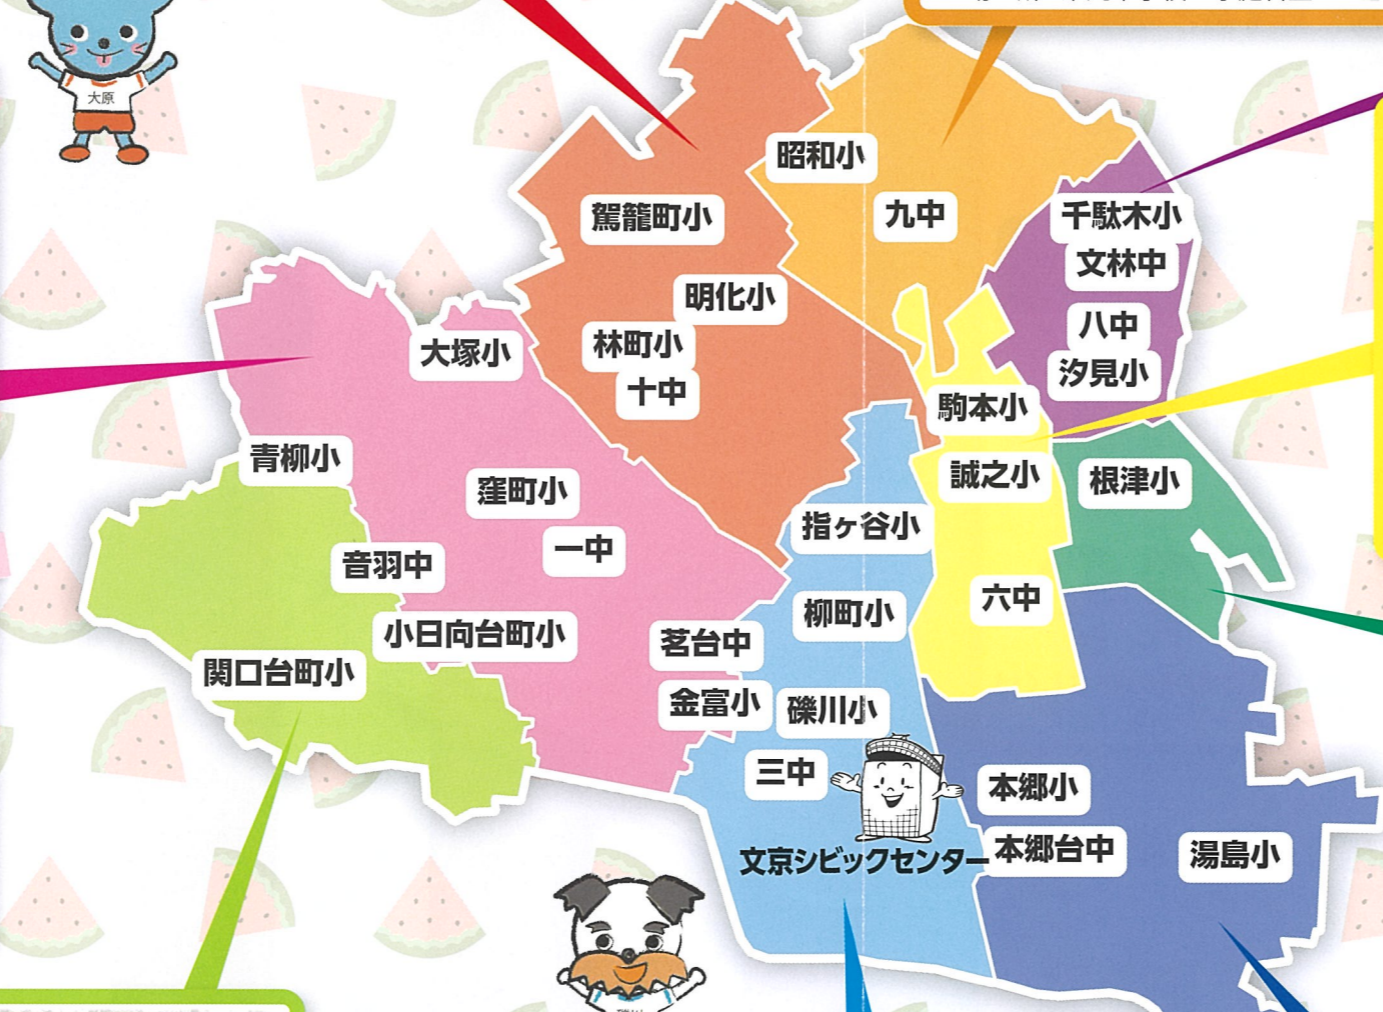 大原
昭和小
九中
駕籠町小
千駄木小
文林中
明化小
八中
林町小
大塚小
汐見小
十中
駒本小
青柳小
誠之小
根津小
窪町小
指ヶ谷小
一中
音羽中
六中
柳町小
小日向台町小
茗台中
関口台町小
金富小
礫川小
三中
本郷小
本郷台中
湯島小
文京シビックセンター